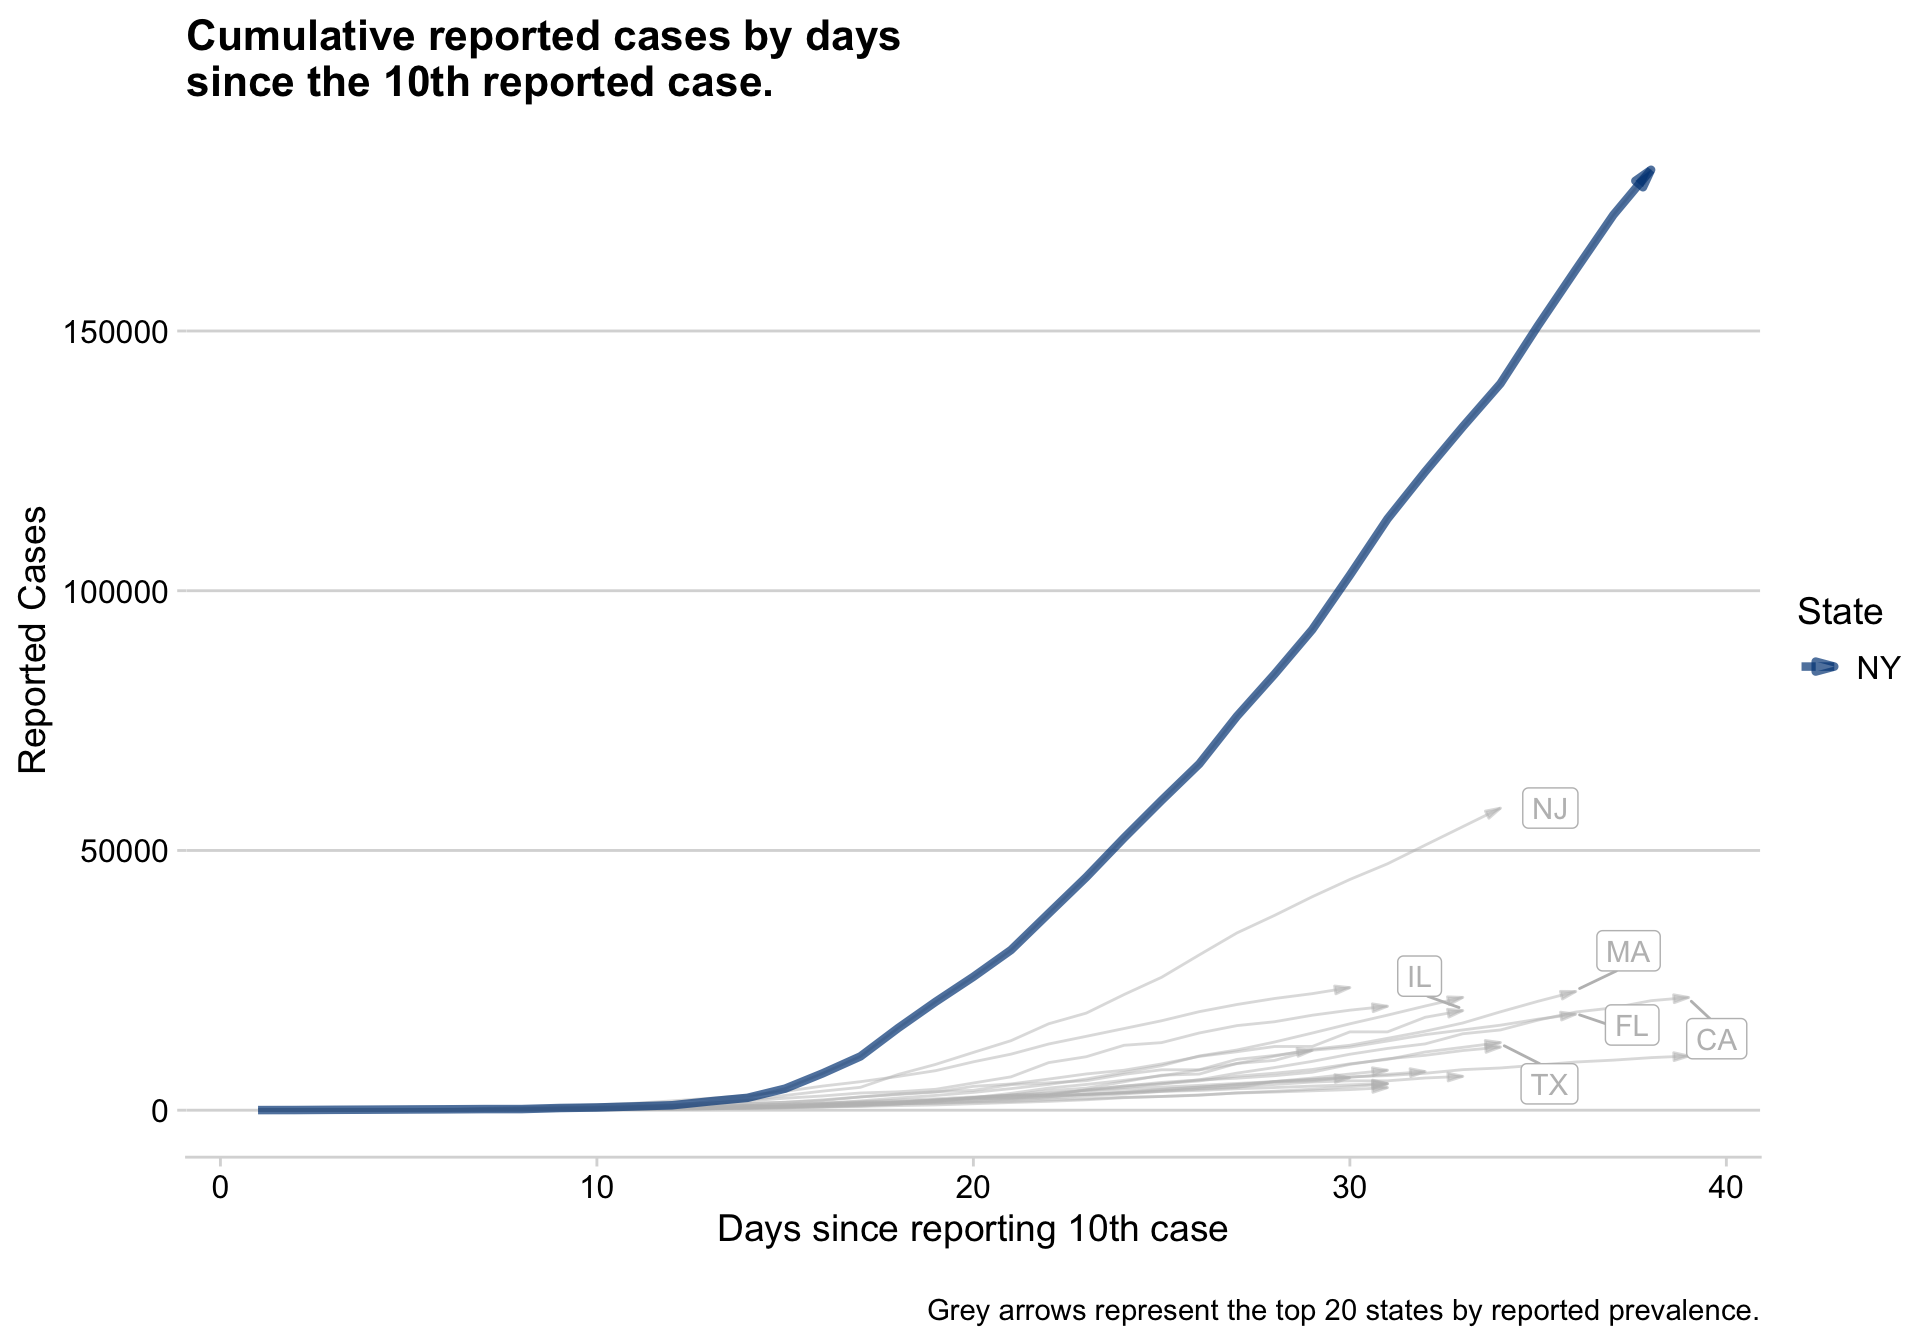 Cumulative reported cases by days
since the 10th reported case.
150000
100000
50000
0
Reported Cases
NJ
MA
IL
FL
CA
TX
State
NY
0
10
20
30
40
Days since reporting 10th case
Grey arrows represent the top 20 states by reported prevalence.